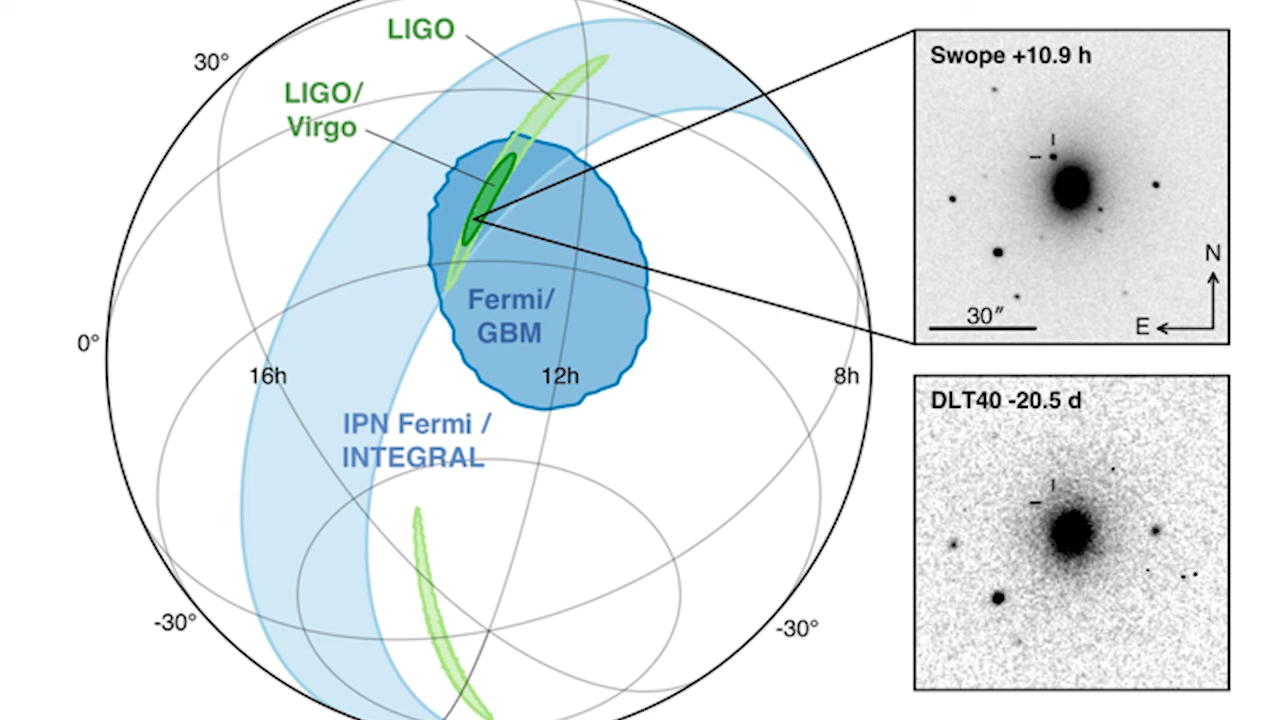 LIGO
30°
LIGO/
Virgo
0°
Fermi/
GBM
16h
12h
8h
IPN Fermi /
INTEGRAL
-30°
-30°
Swope +10.9 h
N
30″
E
DLT40 -20.5 d